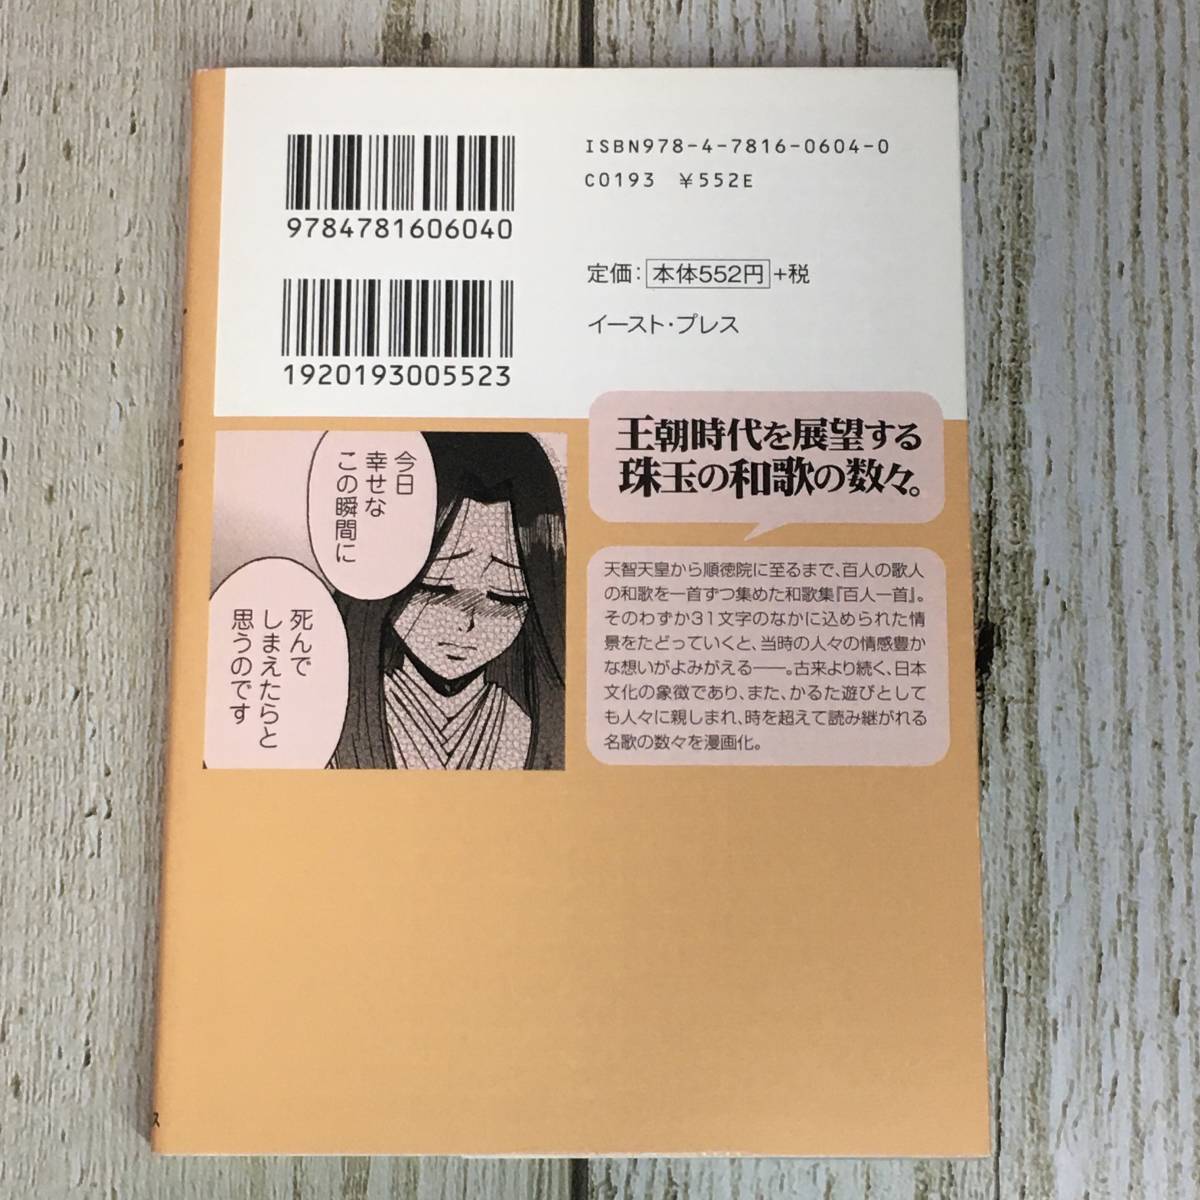 9784781606040
1920193005523
ISBN978-4-7816-0604-0
C0193 ¥552E
定価：本体552円+税
イースト・プレス
王朝時代を展望する
珠玉の和歌の数々。
今日
幸せな
この瞬間に
死んで
しまえたらと
思うのです
天智天皇から順徳院に至るまで、百人の歌人
の和歌を一首ずつ集めた和歌集『百人一首』。
そのわずか31文字のなかに込められた情
景をたどっていくと、当時の人々の情感豊か
な想いがよみがえる――。古来より続く、日本
文化の象徴であり、また、かるた遊びとして
も人々に親しまれ、時を超えて読み継がれる
名歌の数々を漫画化。
ス